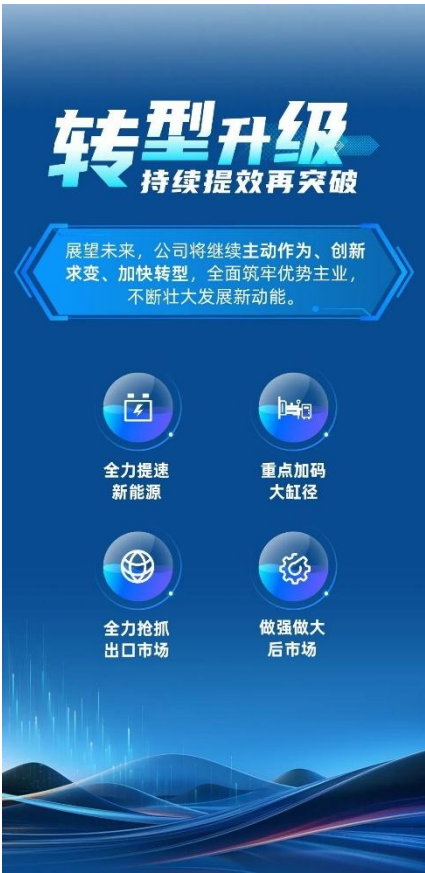 转型升级
持续提效再突破
展望未来，公司将继续主动作为、创新
求变、加快转型，全面筑牢优势主业，
不断壮大发展新动能。
全力提速
新能源
重点加码
大缸径
全力抢抓
出口市场
做强做大
后市场